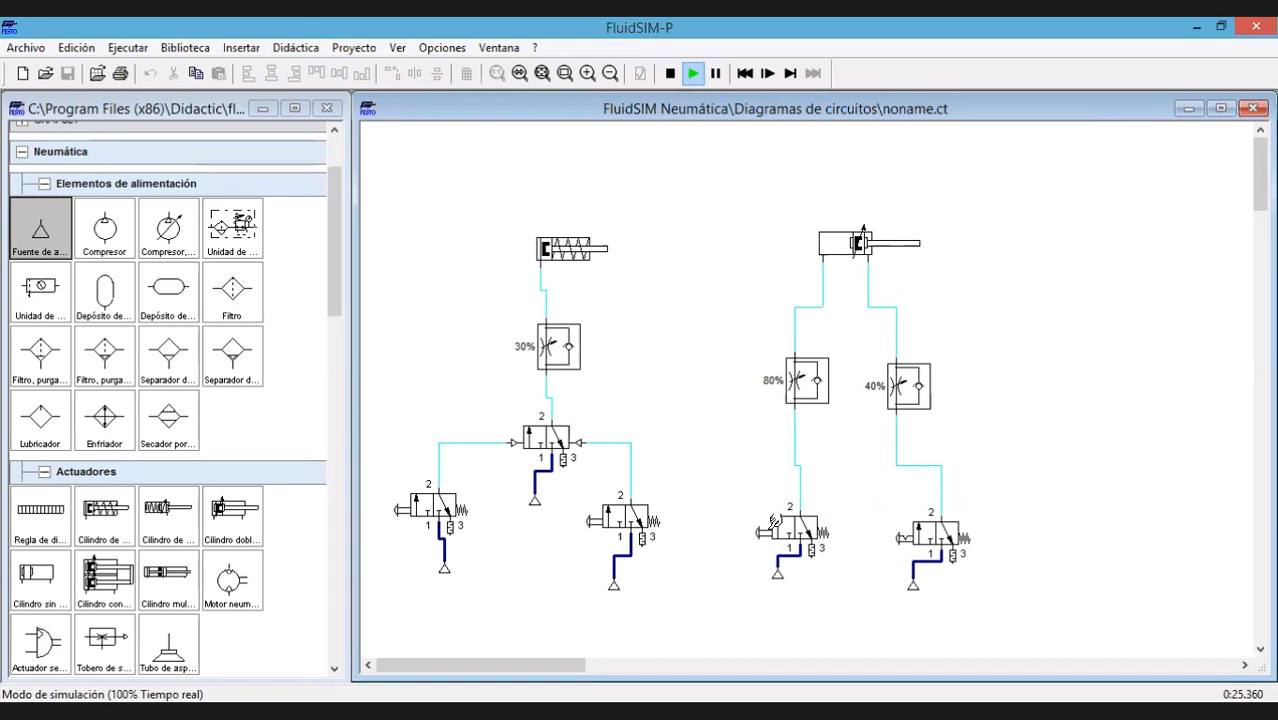 FluidSIM-P
FESTO
Archivo Edición Ejecutar Biblioteca Insertar Didáctica Proyecto Ver Opciones Ventana ?
FESTO C:\Program Files (x86)\Didactic\fl...
FESTO FluidSIM Neumática\Diagramas de circuitos\noname.ct
Neumática
Elementos de alimentación
Fuente de a... Compresor Compresor,... Unidad de ...
Unidad de ... Depósito de... Depósito de... Filtro
Filtro, purga... Filtro, purga... Separador d... Separador d...
Lubricador Enfriador Secador por...
Actuadores
Regla de di... Cilindro de ... Cilindro de ... Cilindro dobl...
Cilindro sin ... Cilindro con... Cilindro mul... Motor neum...
Actuador se... Tobero de s... Tubo de asp...
30%
80%
40%
2
1
3
2
1
3
2
1
3
2
1
3
2
1
3
Modo de simulación (100% Tiempo real)
0:25.360